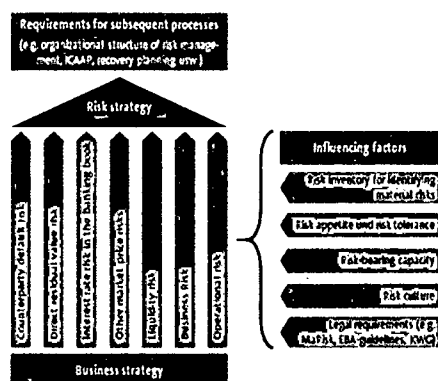 Requirements for subsequent processes
(e.g. organizational structure of risk manage-
ment, ICAAP, recovery planning usw.)
Risk strategy
Counterparty default risk
Direct residual value risk
Interest rate risk in the banking book
Other market price risks
Liquidity risk
Business Risk
Operational risk
Business strategy
Influencing factors
Risk inventory for identifying
material risks
Risk appetite und risk tolerance
Risk-bearing capacity
Risk culture
Legal requirements (e.g.
MaRisk, EBA-guidelines, KWG)